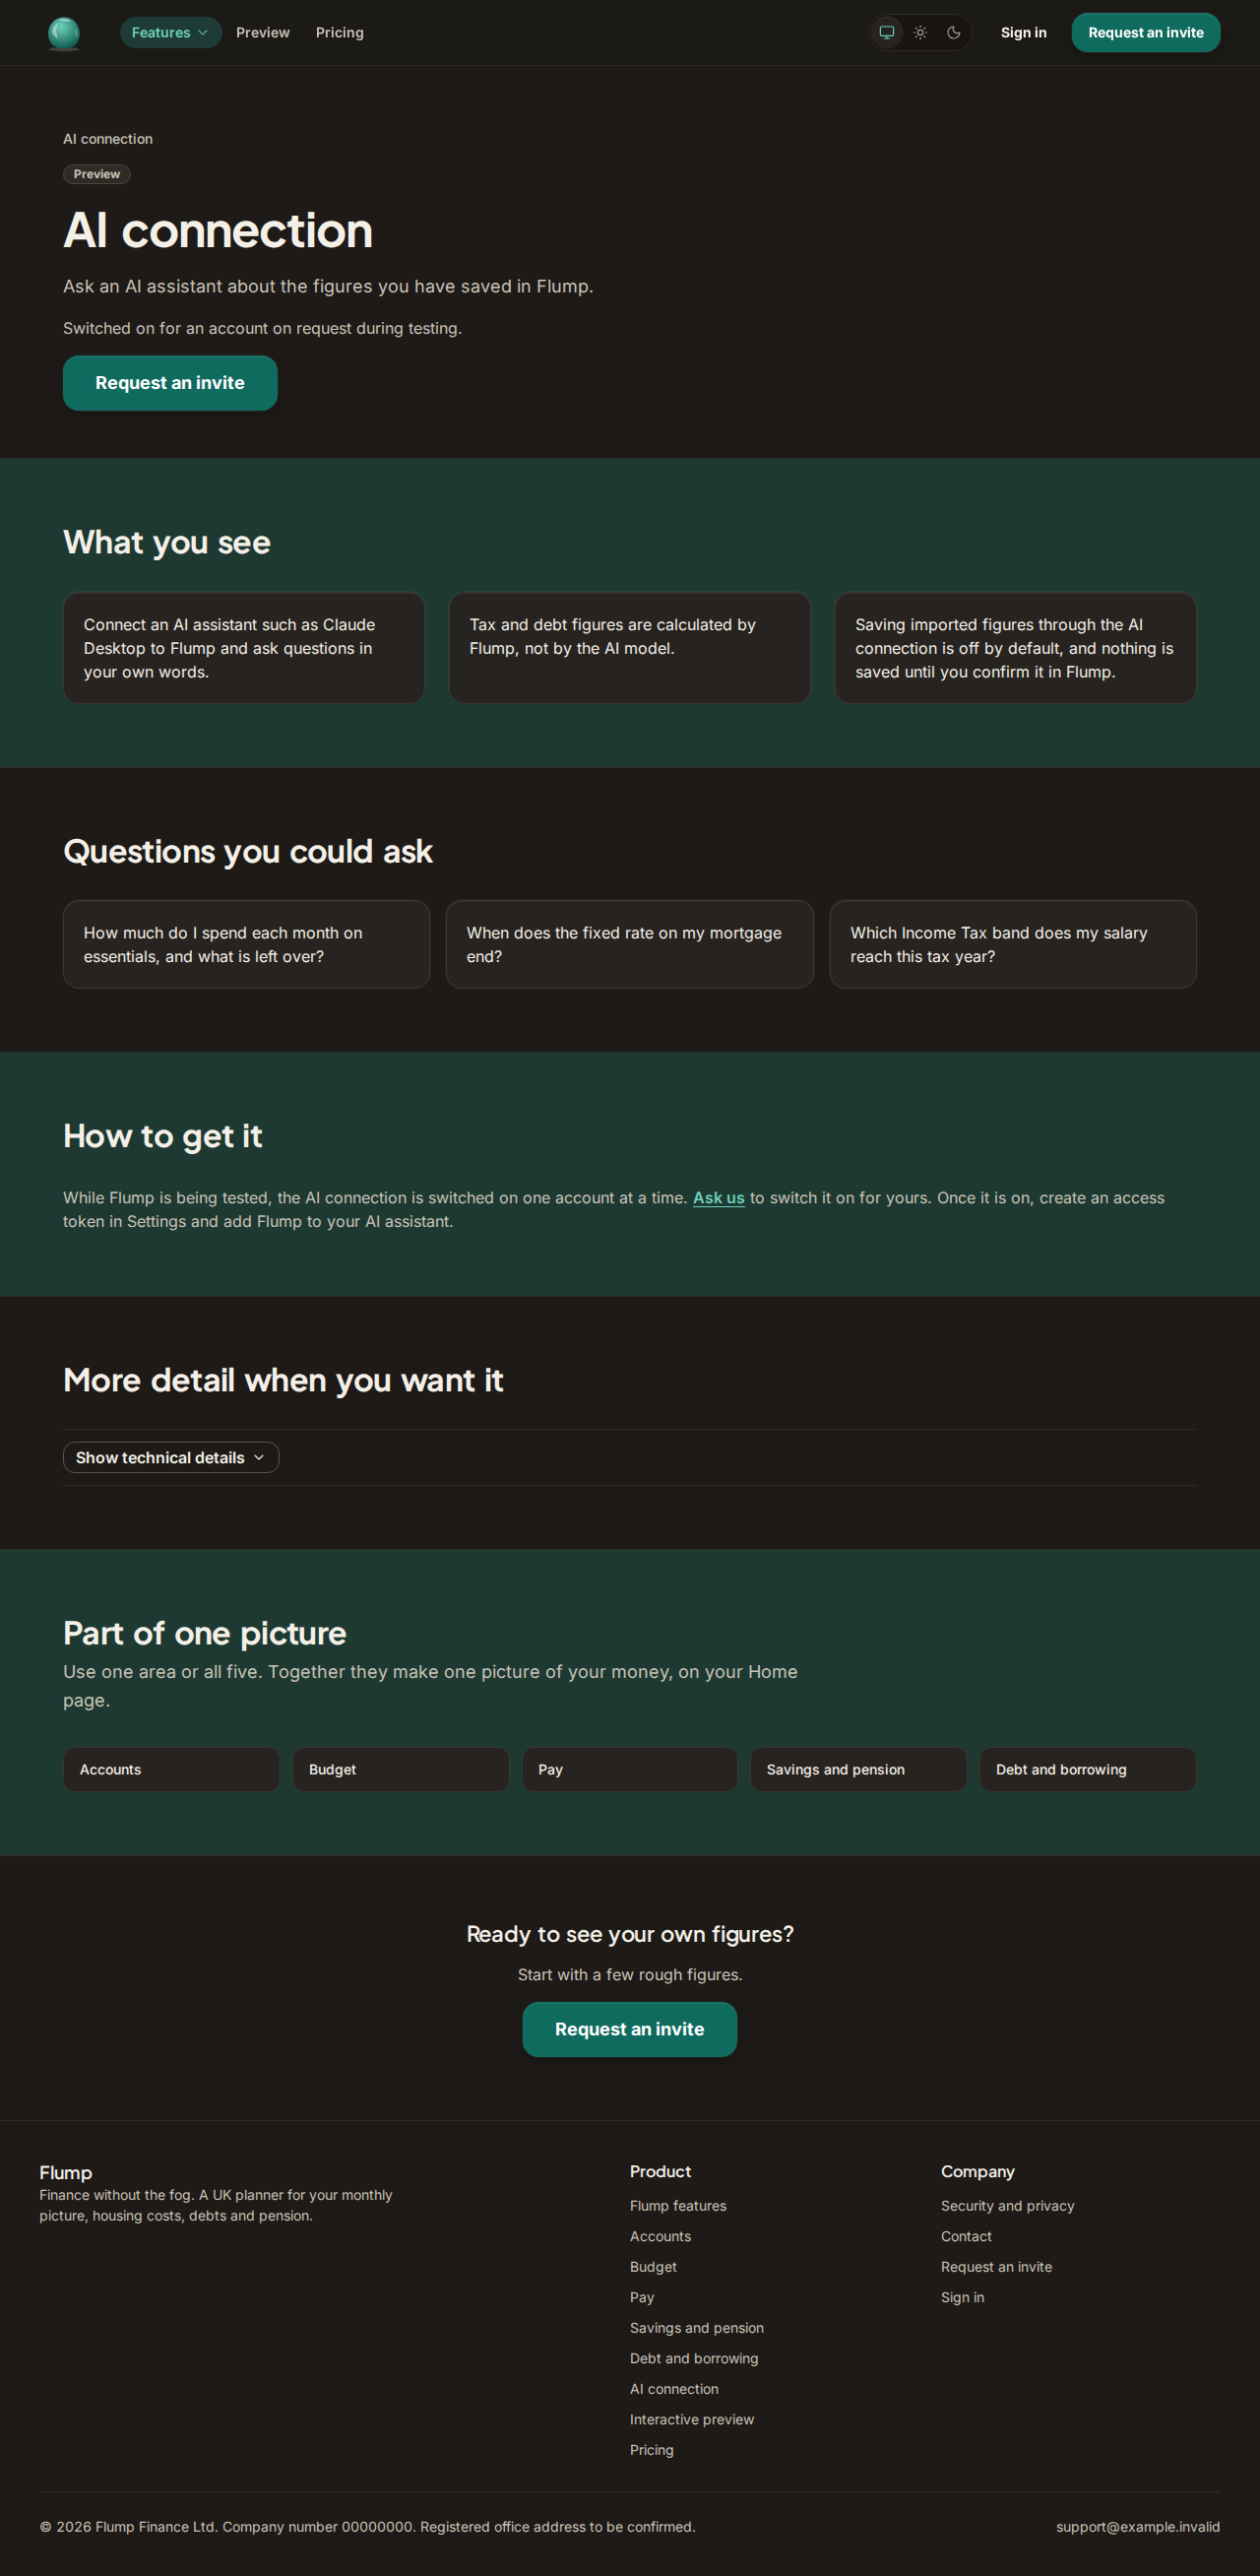 Features
Preview
Pricing
Sign in
Request an invite
AI connection
Preview
AI connection
Ask an AI assistant about the figures you have saved in Flump.
Switched on for an account on request during testing.
Request an invite
What you see
Connect an AI assistant such as Claude
Desktop to Flump and ask questions in
your own words.
Tax and debt figures are calculated by
Flump, not by the AI model.
Saving imported figures through the AI
connection is off by default, and nothing is
saved until you confirm it in Flump.
Questions you could ask
How much do I spend each month on
essentials, and what is left over?
When does the fixed rate on my mortgage
end?
Which Income Tax band does my salary
reach this tax year?
How to get it
While Flump is being tested, the AI connection is switched on one account at a time. Ask us to switch it on for yours. Once it is on, create an access
token in Settings and add Flump to your AI assistant.
More detail when you want it
Show technical details
Part of one picture
Use one area or all five. Together they make one picture of your money, on your Home
page.
Accounts
Budget
Pay
Savings and pension
Debt and borrowing
Ready to see your own figures?
Start with a few rough figures.
Request an invite
Flump
Finance without the fog. A UK planner for your monthly
picture, housing costs, debts and pension.
Product
Flump features
Accounts
Budget
Pay
Savings and pension
Debt and borrowing
AI connection
Interactive preview
Pricing
Company
Security and privacy
Contact
Request an invite
Sign in
© 2026 Flump Finance Ltd. Company number 00000000. Registered office address to be confirmed.
support@example.invalid